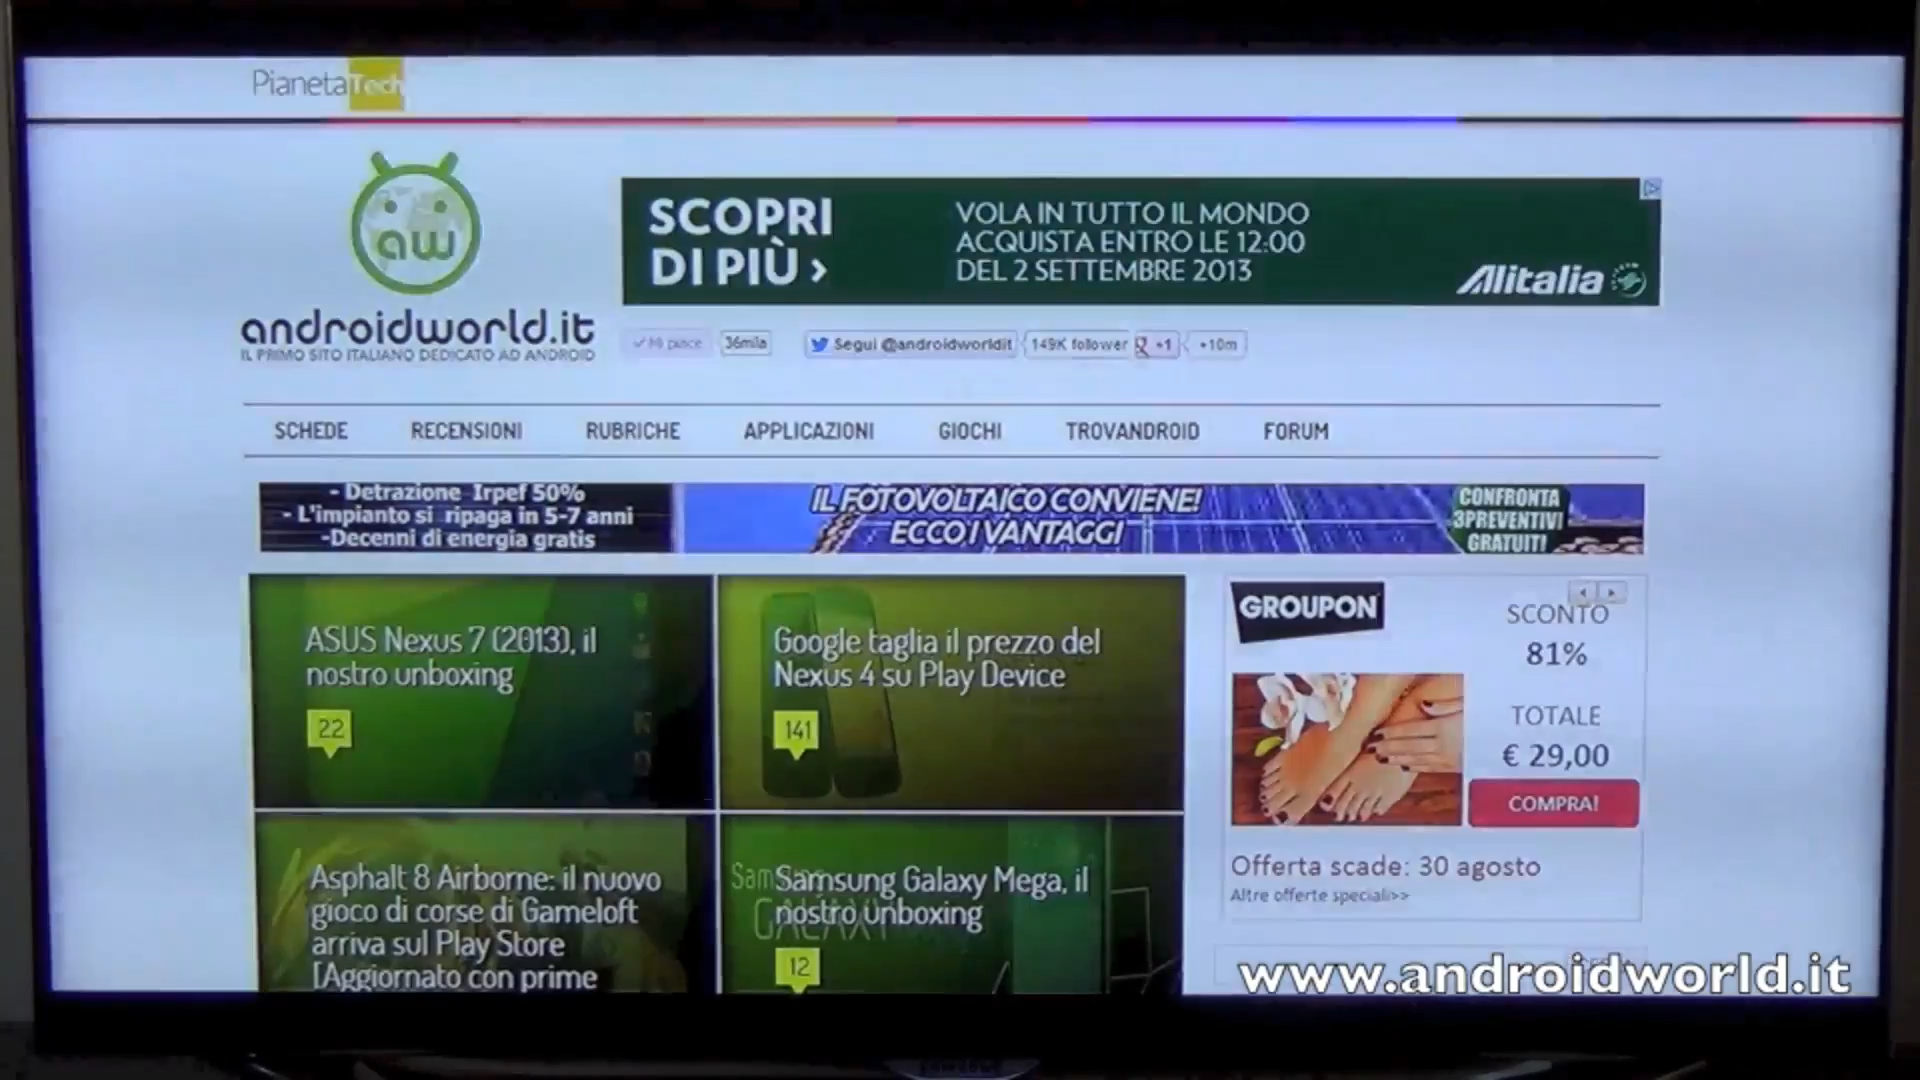 PianetaTech
SCOPRI
DI PIÙ >
VOLA IN TUTTO IL MONDO
ACQUISTA ENTRO LE 12:00
DEL 2 SETTEMBRE 2013
Alitalia
aw
androidworld.it
IL PRIMO SITO ITALIANO DEDICATO AD ANDROID
Mi piace
36mila
Segui @androidworldit
149K follower
+1
+10m
SCHEDE RECENSIONI RUBRICHE APPLICAZIONI GIOCHI TROVANDROID FORUM
- Detrazione Irpef 50%
- L'impianto si ripaga in 5-7 anni
-Decenni di energia gratis
IL FOTOVOLTAICO CONVIENE!
ECCO I VANTAGGI
CONFRONTA
3PREVENTIVI
GRATUITI!
ASUS Nexus 7 (2013), il
nostro unboxing
22
Google taglia il prezzo del
Nexus 4 su Play Device
141
GROUPON
SCONTO
81%
TOTALE
€ 29,00
COMPRA!
Offerta scade: 30 agosto
Altre offerte speciali>>
Asphalt 8 Airborne: il nuovo
gioco di corse di Gameloft
arriva sul Play Store
[Aggiornato con prime
Samsung Galaxy Mega, il
nostro unboxing
GALAXY
12
www.androidworld.it